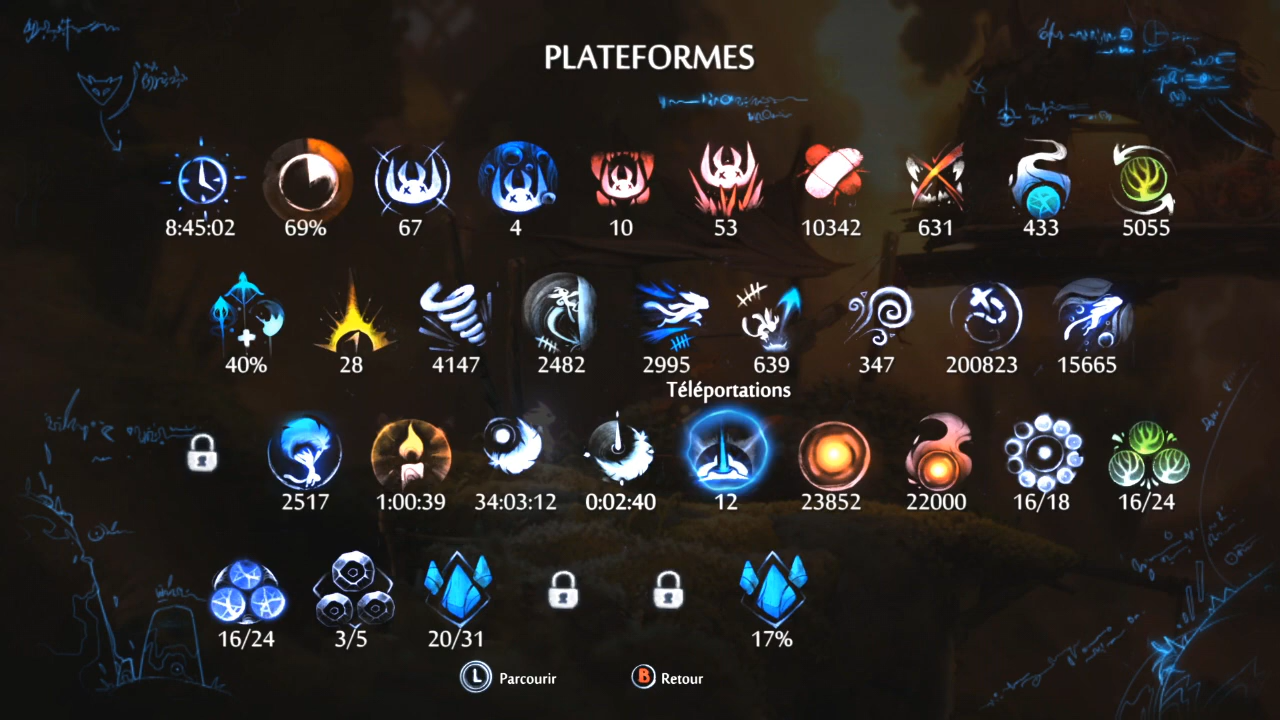 PLATEFORMES
8:45:02 69% 67 4 10 53 10342 631 433 5055
40% 28 4147 2482 2995 639 347 200823 15665
Téléportations
2517 1:00:39 34:03:12 0:02:40 12 23852 22000 16/18 16/24
16/24 3/5 20/31 17%
L Parcourir B Retour